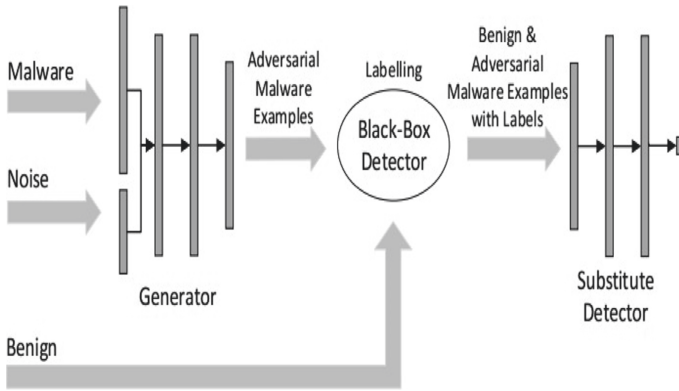 Malware
Noise
Adversarial
Malware
Examples
Generator
Labelling
Black-Box
Detector
Benign &
Adversarial
Malware Examples
with Labels
Substitute
Detector
Benign